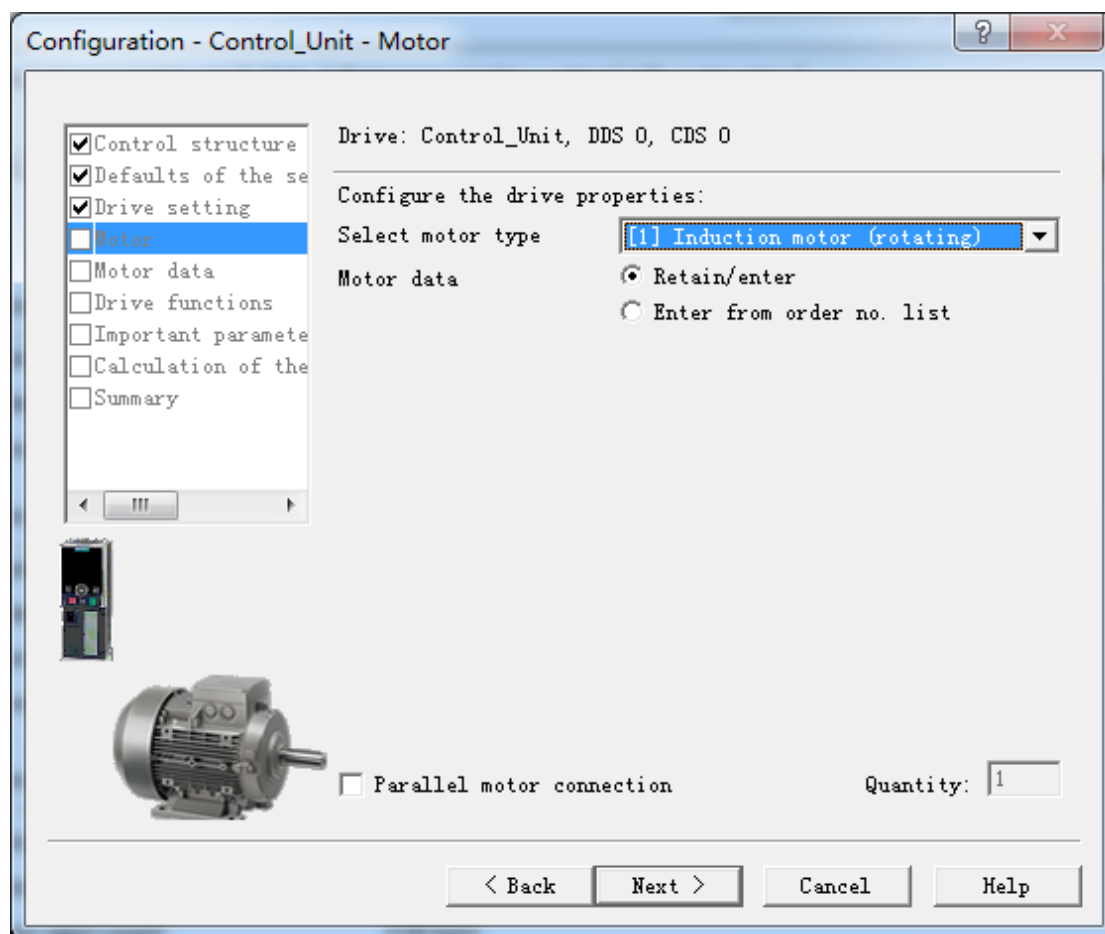 Configuration - Control_Unit - Motor
Control structure
Defaults of the se
Drive setting
Motor
Motor data
Drive functions
Important paramete
Calculation of the
Summary
Drive: Control_Unit, DDS 0, CDS 0
Configure the drive properties:
Select motor type [1] Induction motor (rotating)
Motor data Retain/enter
Enter from order no. list
Parallel motor connection Quantity: 1
< Back Next > Cancel Help